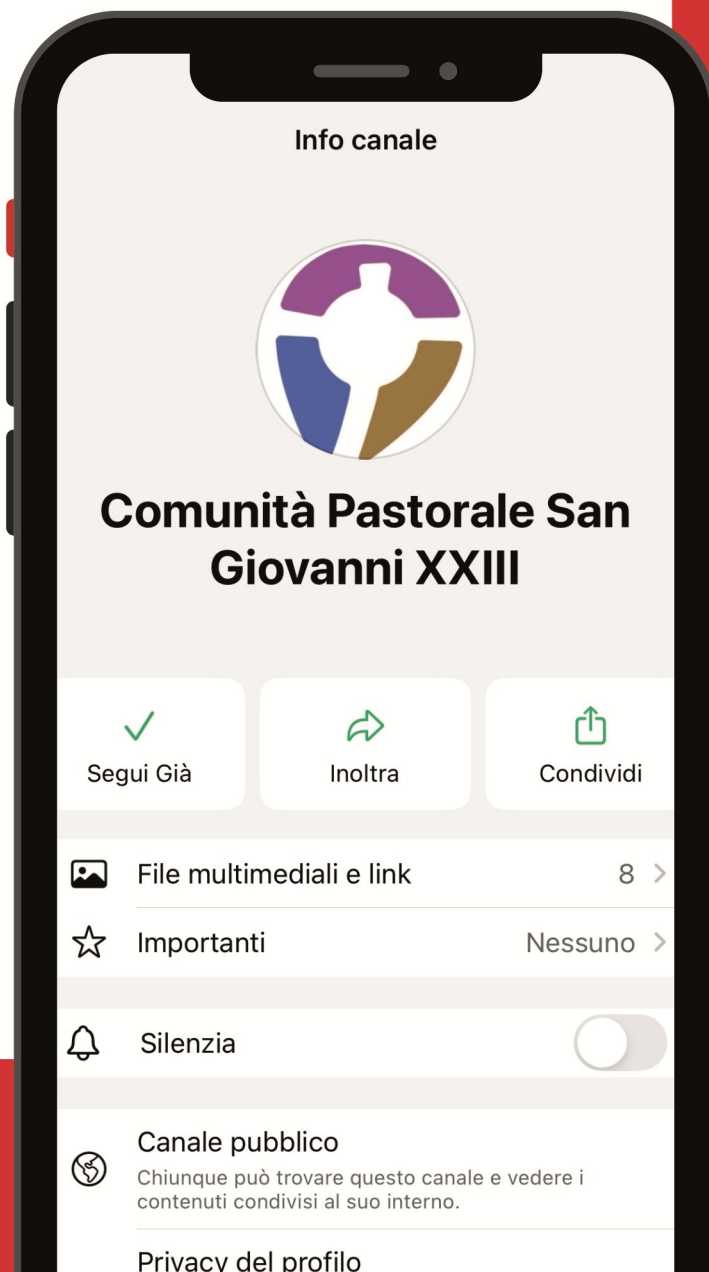 Info canale
Comunità Pastorale San
Giovanni XXIII
Segui Già
Inoltra
Condividi
File multimediali e link 8
Importanti Nessuno
Silenzia
Canale pubblico
Chiunque può trovare questo canale e vedere i
contenuti condivisi al suo interno.
Privacy del profilo